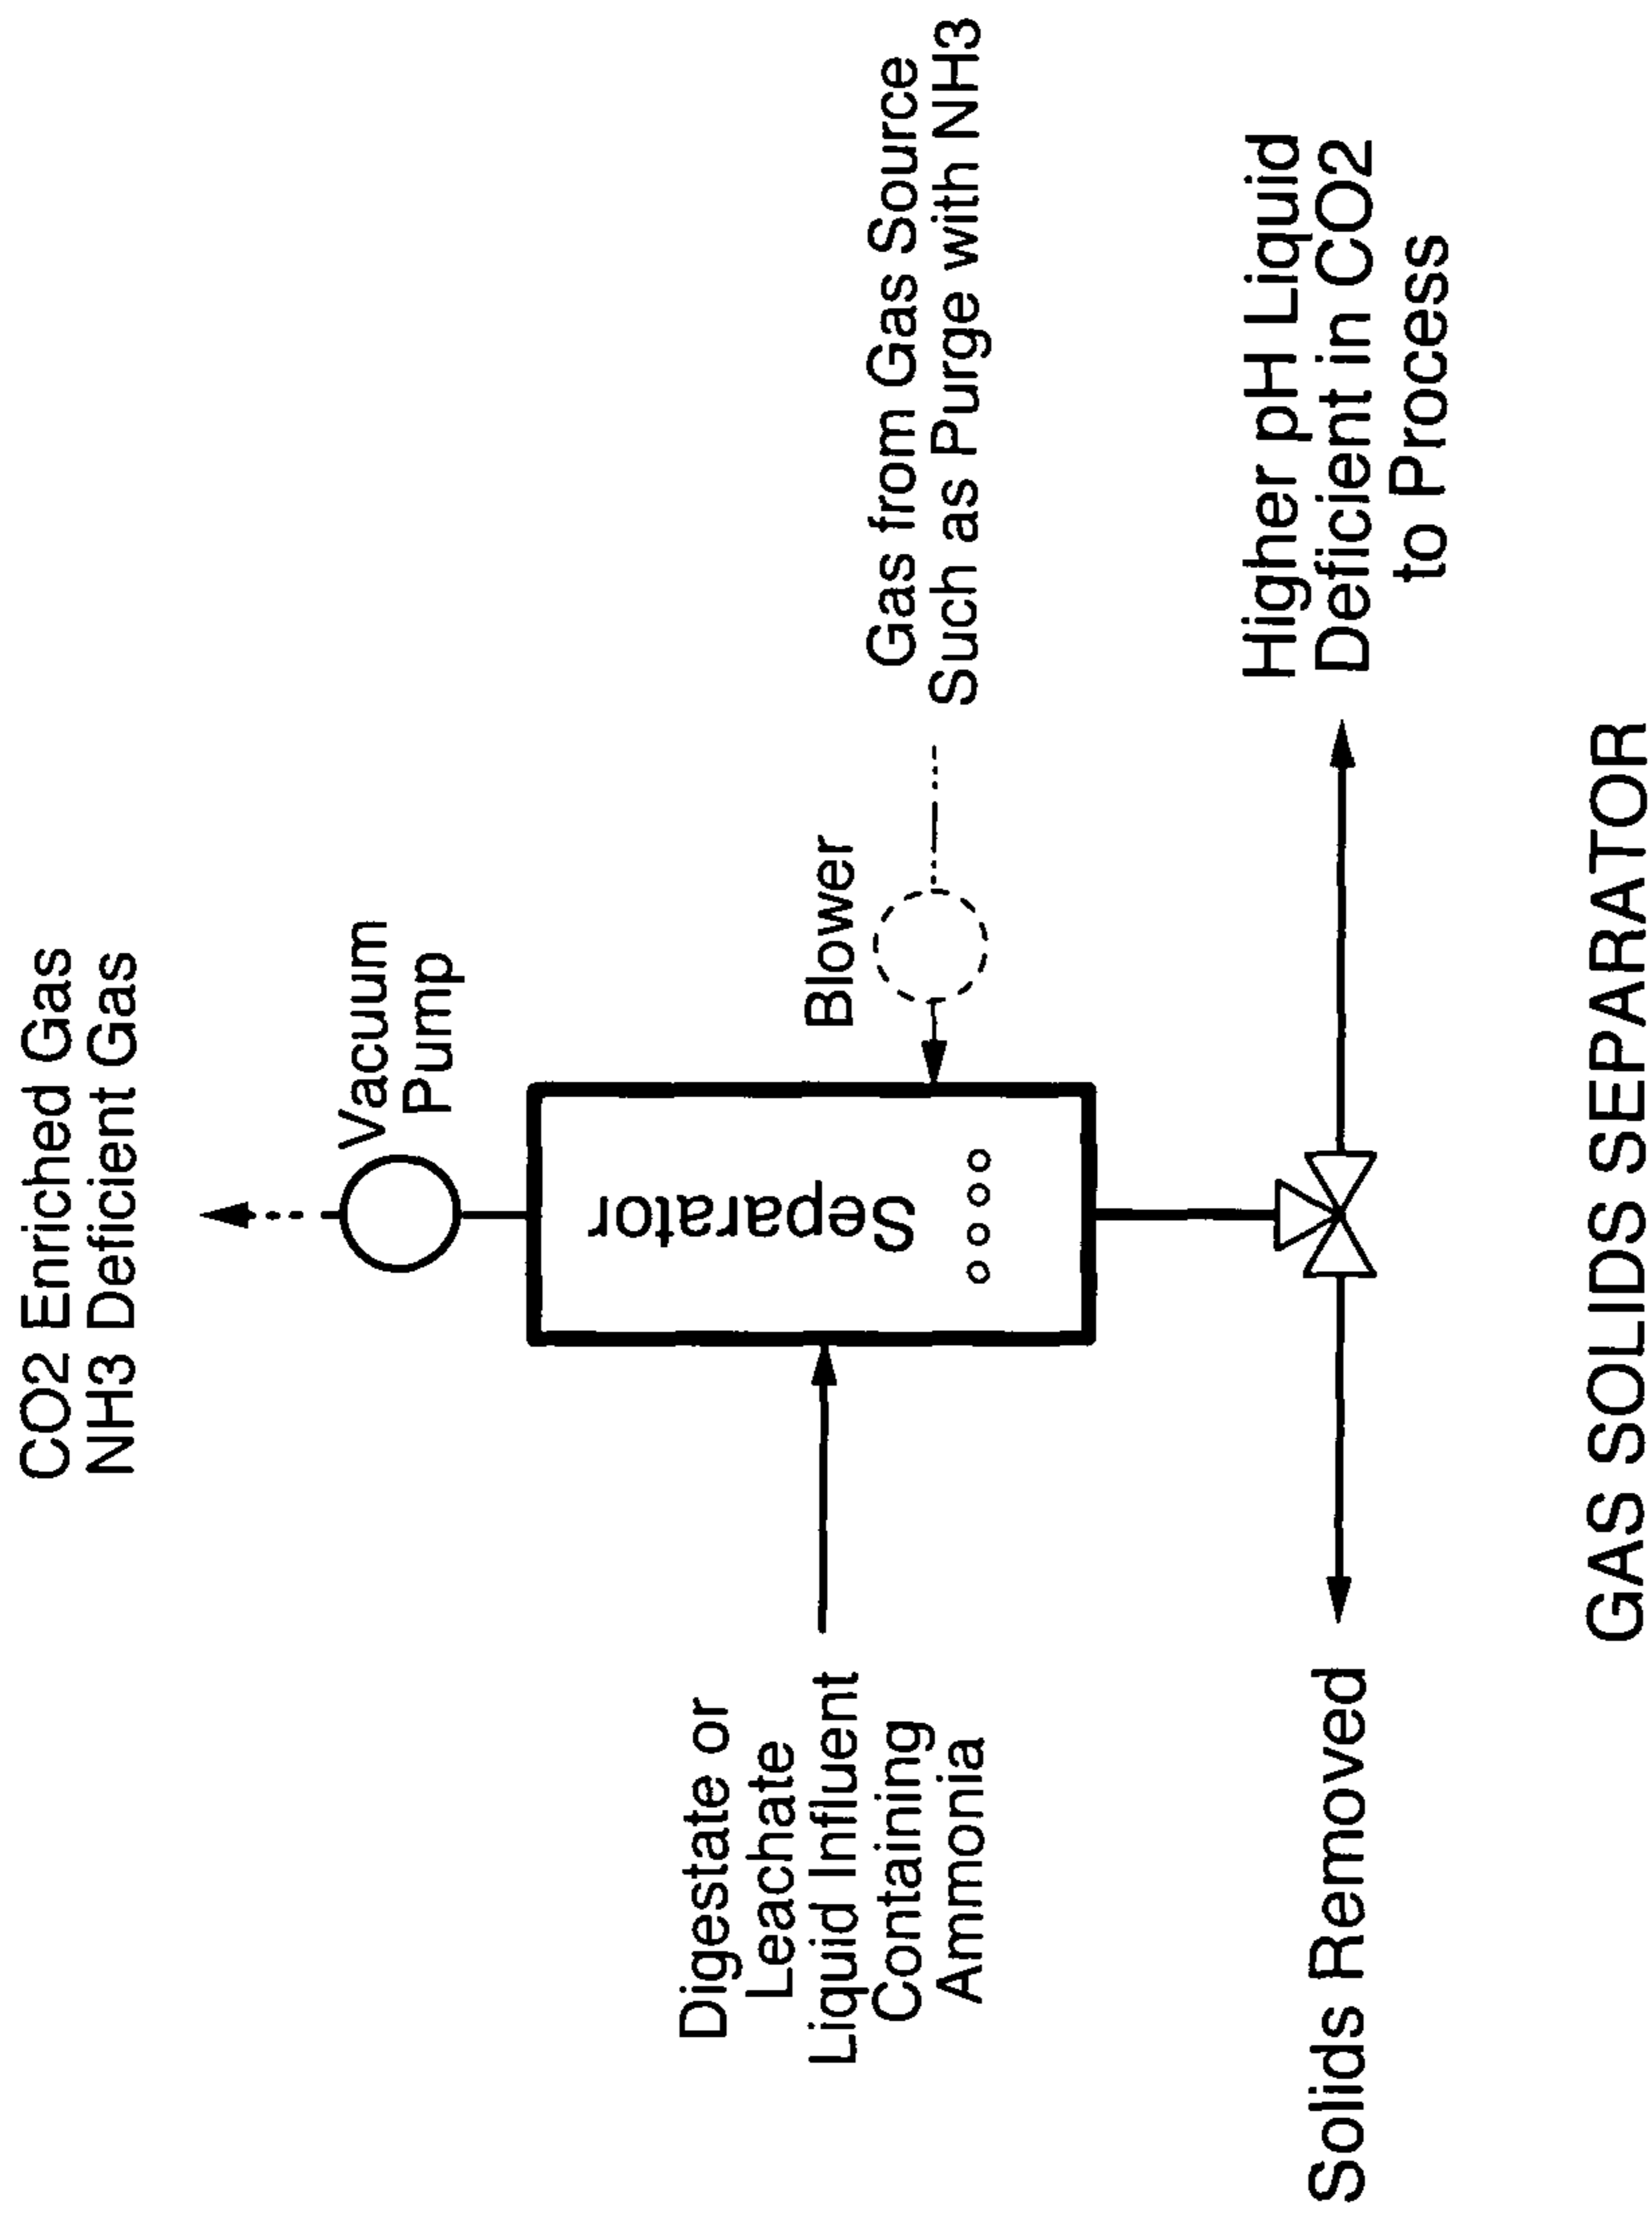 CO2 Enriched Gas
NH3 Deficient Gas
Vacuum
Pump
Digestate or
Leachate
Liquid Influent
Containing
Ammonia
Separator
Blower
Gas from Gas Source
Such as Purge with NH3
Solids Removed
Higher pH Liquid
Deficient in CO2
to Process
GAS SOLIDS SEPARATOR